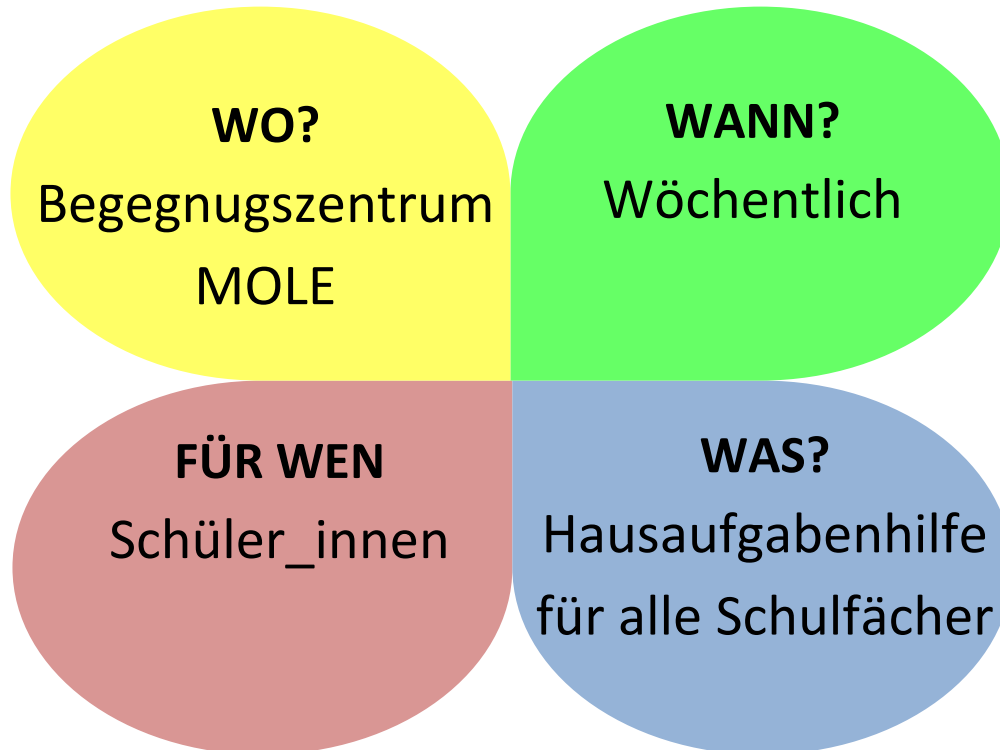 WO?
Begegnugszentrum
MOLE
WANN?
Wöchentlich
FÜR WEN
Schüler_innen
WAS?
Hausaufgabenhilfe
für alle Schulfächer